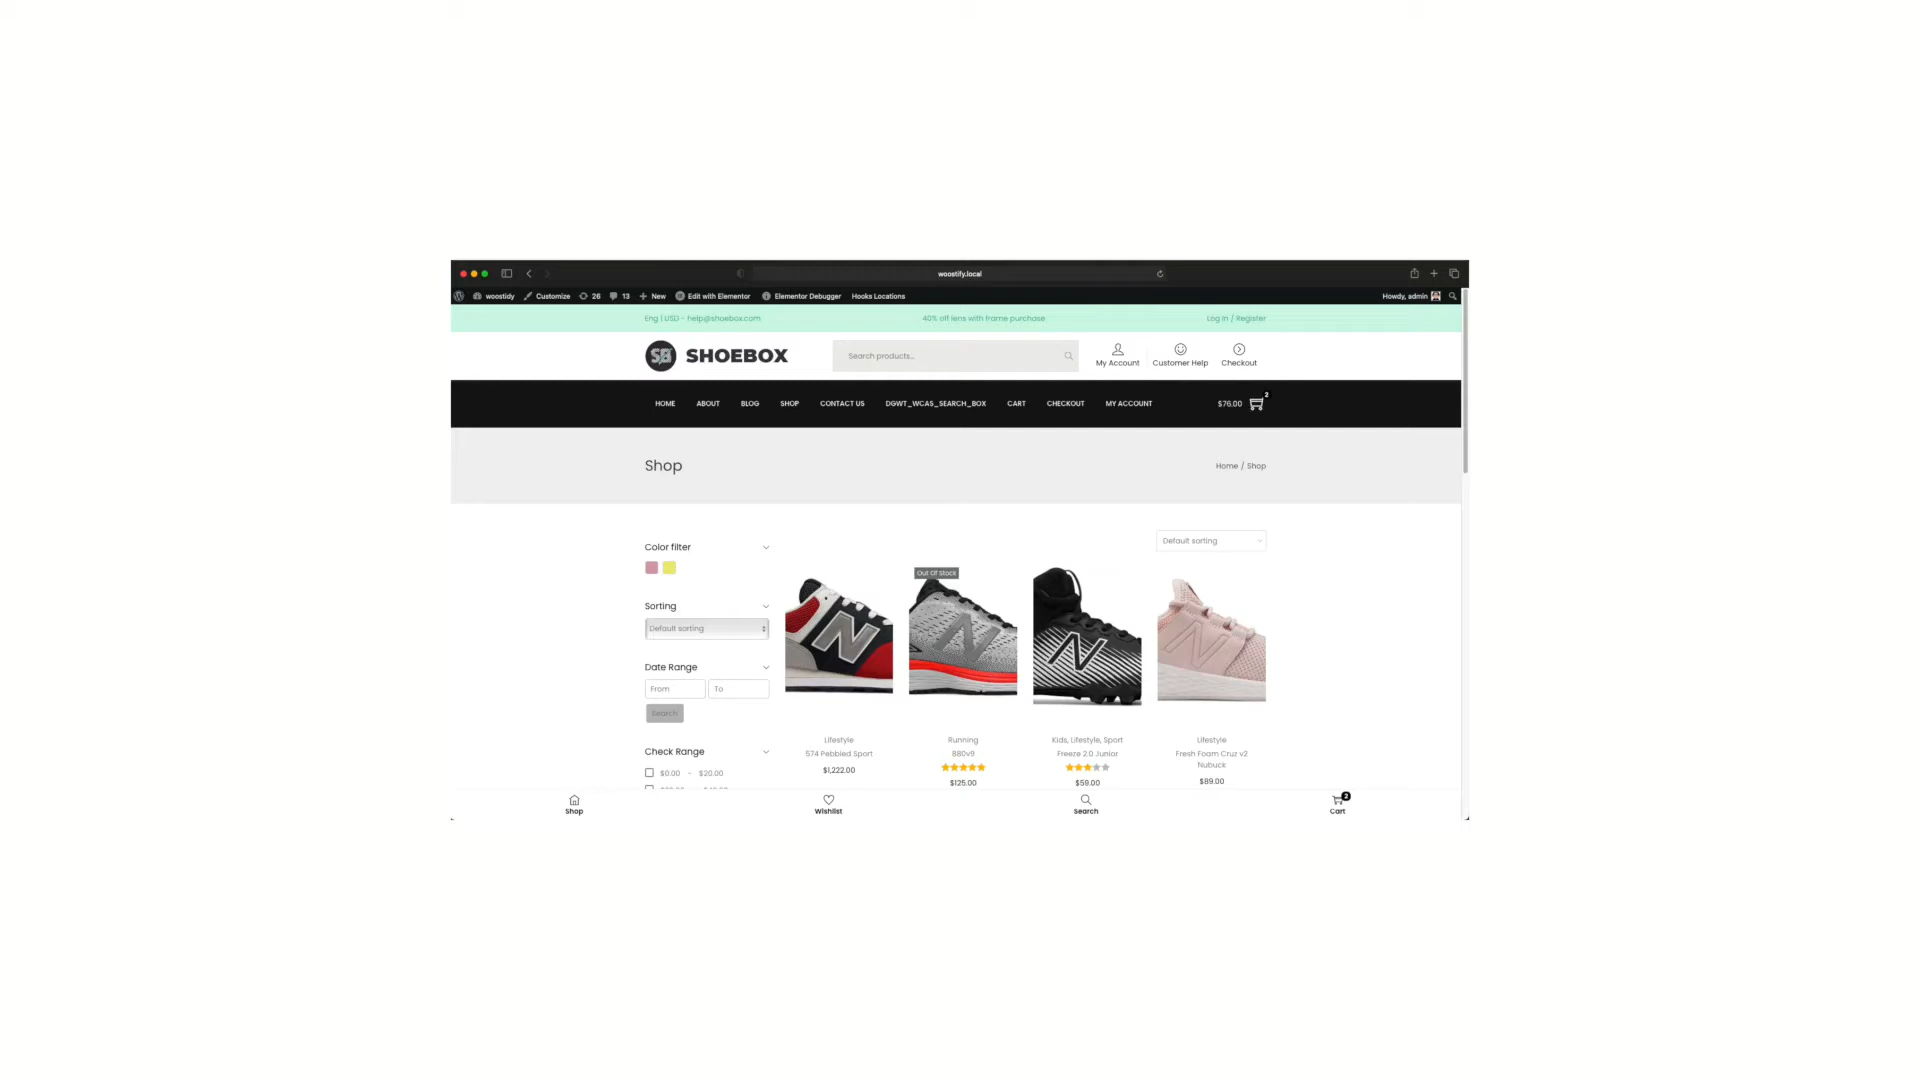 woostify.local
woostidy Customize 26 13 New Edit with Elementor Elementor Debugger Hooks Locations Howdy, admin
Eng | USD - help@shoebox.com 40% off lens with frame purchase Log In / Register
SB SHOEBOX Search products... My Account Customer Help Checkout
HOME ABOUT BLOG SHOP CONTACT US DGWT_WCAS_SEARCH_BOX CART CHECKOUT MY ACCOUNT $76.00 2
Shop Home / Shop
Default sorting
Color filter
Sorting
Default sorting
Date Range
From To
Search
Check Range
$0.00 - $20.00
Out Of Stock
N N N N
Lifestyle
574 Pebbled Sport
$1,222.00
Running
880v9
$125.00
Kids, Lifestyle, Sport
Freeze 2.0 Junior
$59.00
Lifestyle
Fresh Foam Cruz v2
Nubuck
$89.00
Shop Wishlist Search Cart 2